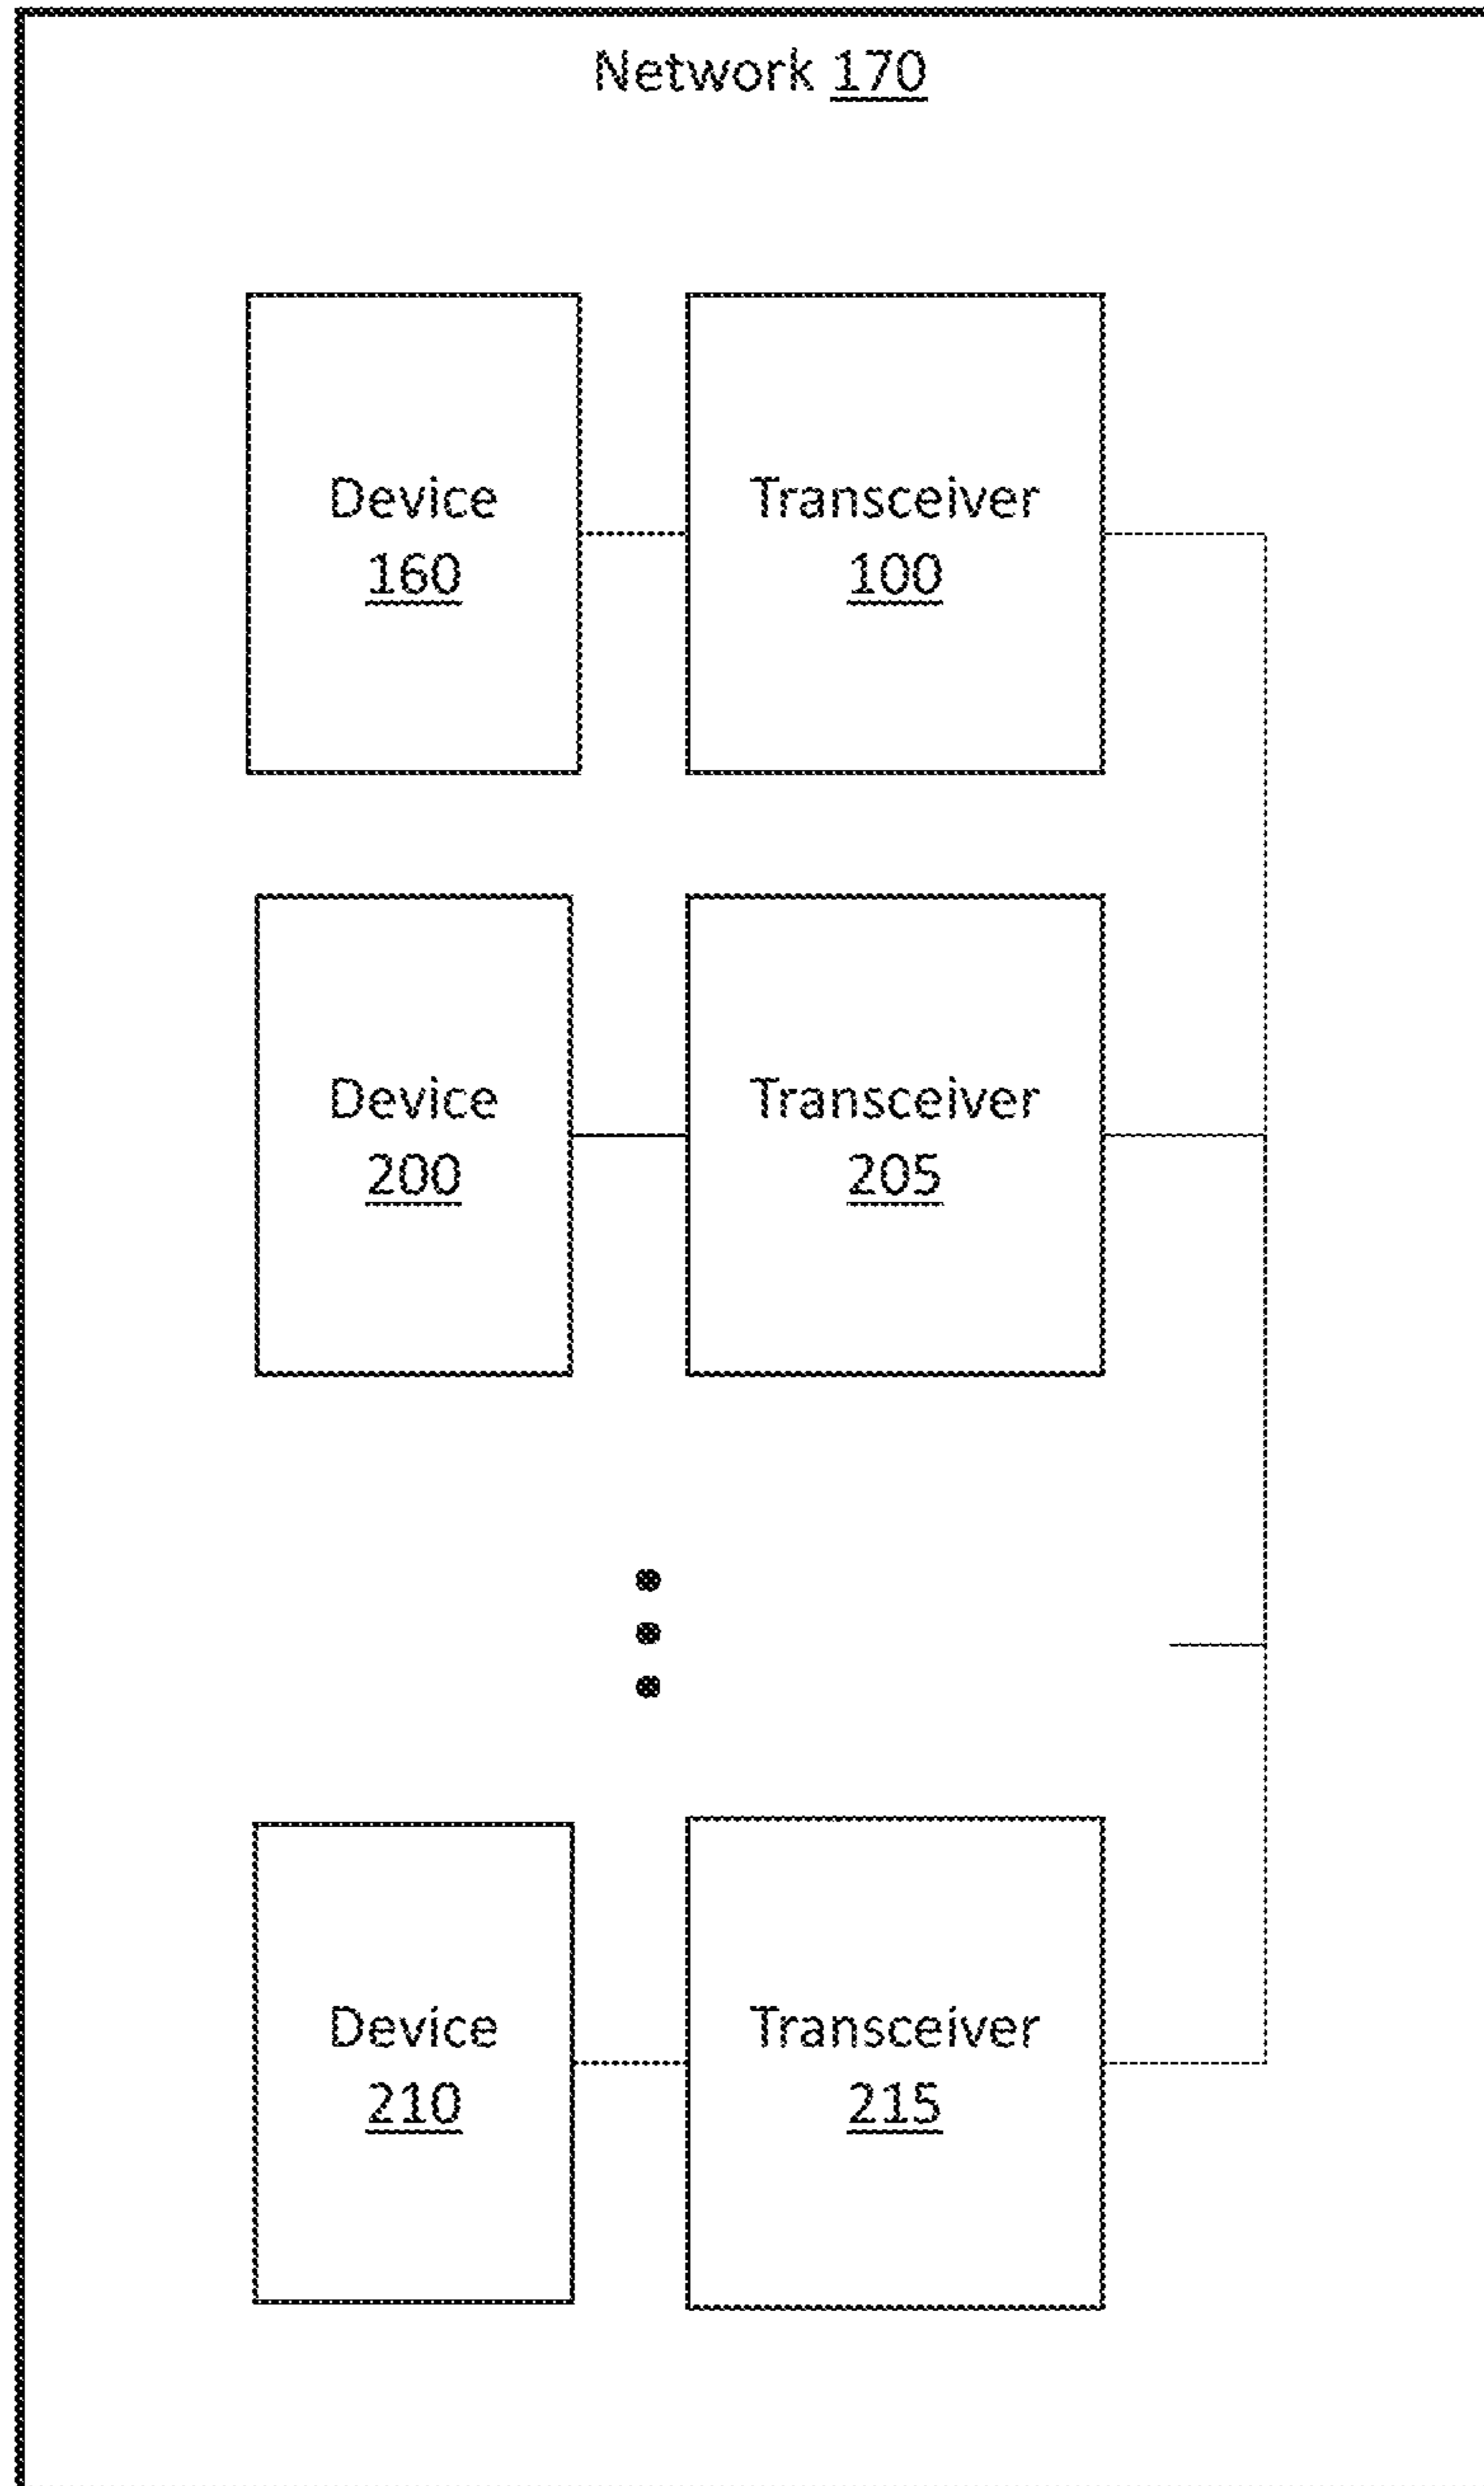 Network 170
Device
160
Transceiver
100
Device
200
Transceiver
205
Device
210
Transceiver
215